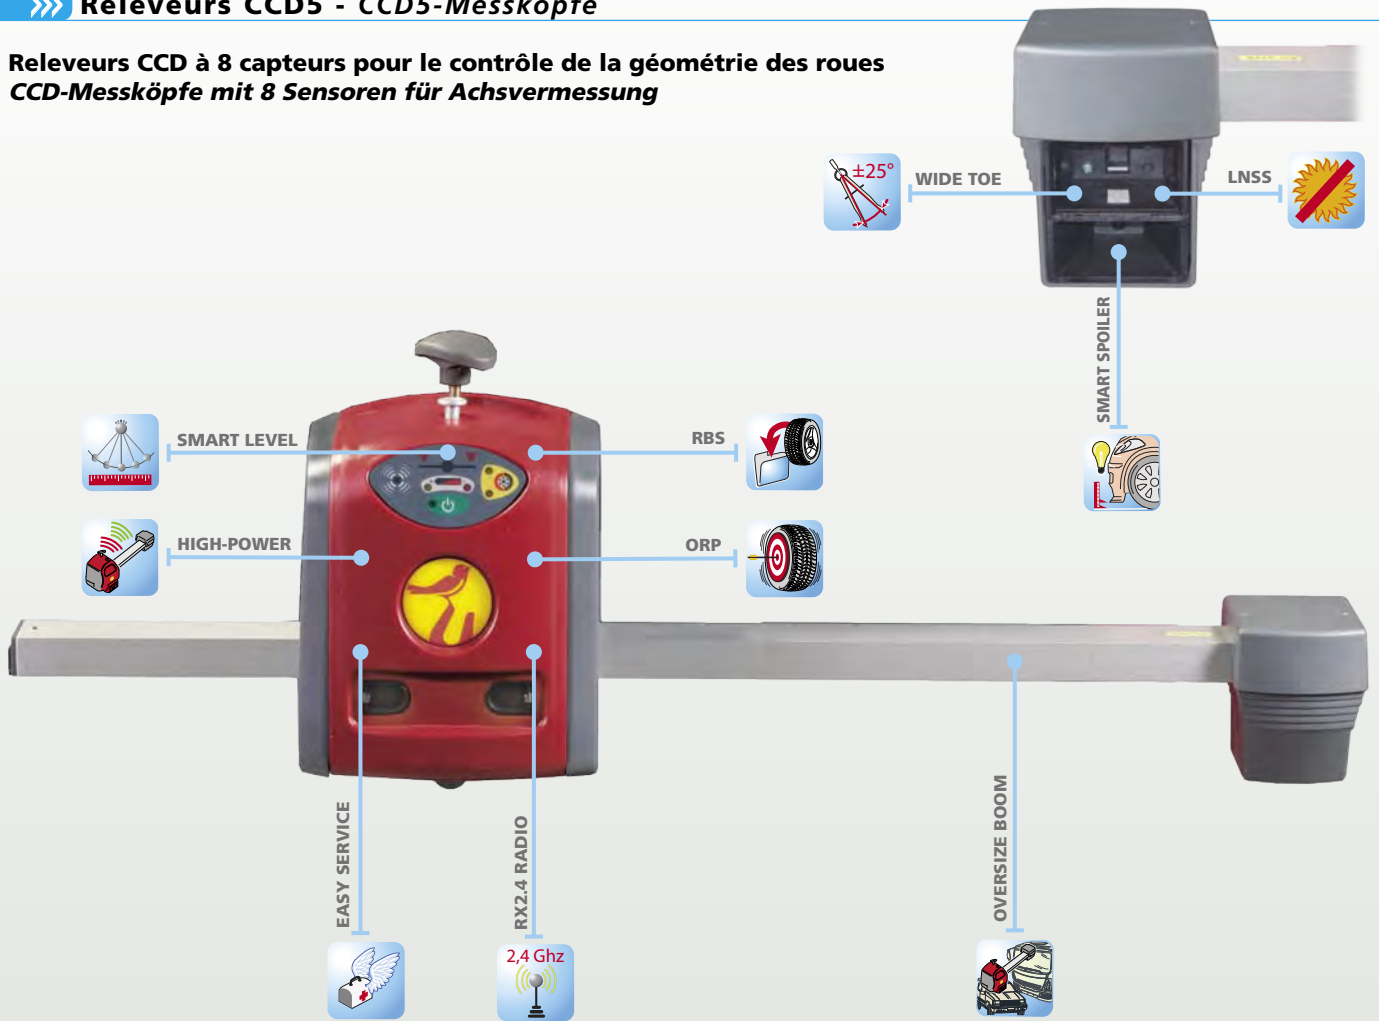 Releveurs CCD5 - CCD5-Messköpfe
Releveurs CCD à 8 capteurs pour le contrôle de la géométrie des roues
CCD-Messköpfe mit 8 Sensoren für Achsvermessung
±25°
WIDE TOE
LNSS
SMART SPOILER
SMART LEVEL
RBS
HIGH-POWER
ORP
EASY SERVICE
RX2.4 RADIO
OVERSIZE BOOM
2,4 Ghz